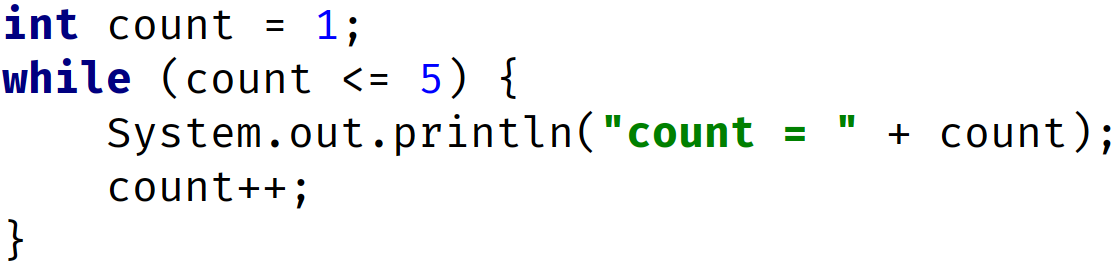 int count = 1;
while (count <= 5) {
    System.out.println("count = " + count);
    count++;
}